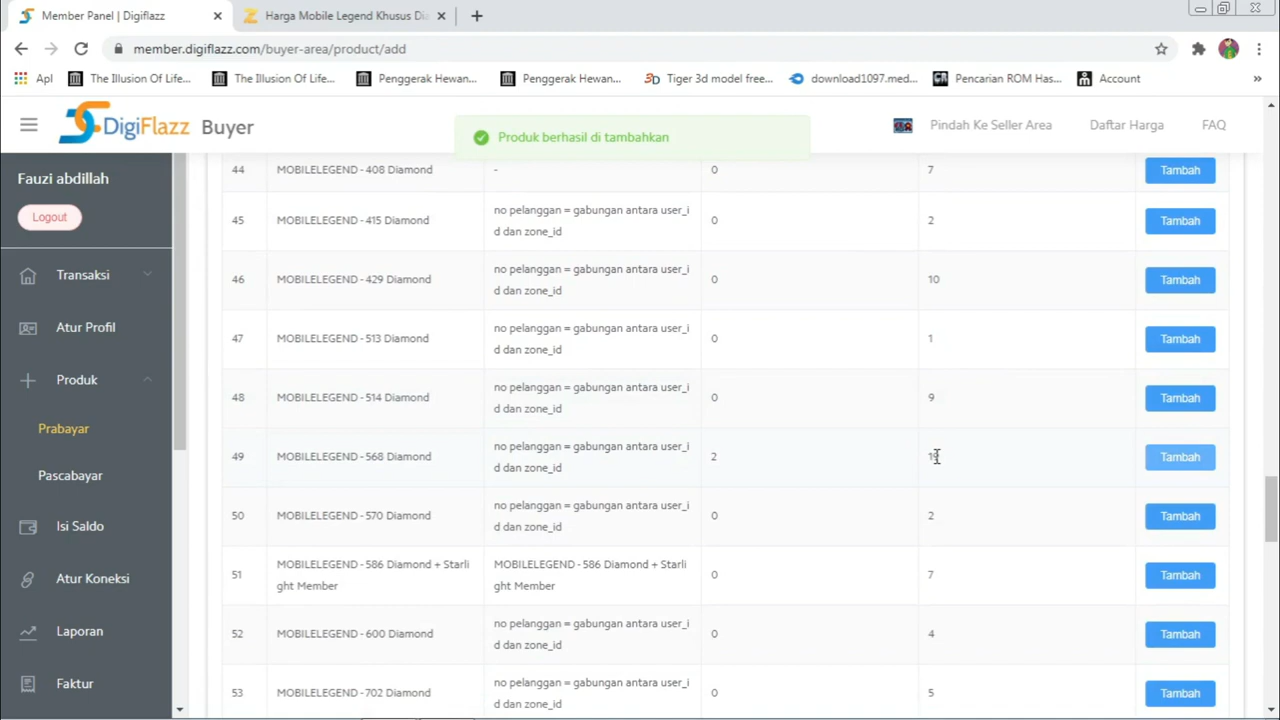 Member Panel | Digiflazz
Harga Mobile Legend Khusus Dia
member.digiflazz.com/buyer-area/product/add
Apl
The Illusion Of Life...
The Illusion Of Life...
Penggerak Hewan...
Penggerak Hewan...
Tiger 3d model free...
download1097.med...
Pencarian ROM Has...
Account
»
DigiFlazz Buyer
Produk berhasil di tambahkan
Pindah Ke Seller Area
Daftar Harga
FAQ
Fauzi abdillah
Logout
Transaksi
Atur Profil
Produk
Prabayar
Pascabayar
Isi Saldo
Atur Koneksi
Laporan
Faktur
44 MOBILELEGEND - 408 Diamond - 0 7 Tambah
45 MOBILELEGEND - 415 Diamond no pelanggan = gabungan antara user_i 0 2 Tambah
d dan zone_id
46 MOBILELEGEND - 429 Diamond no pelanggan = gabungan antara user_i 0 10 Tambah
d dan zone_id
47 MOBILELEGEND - 513 Diamond no pelanggan = gabungan antara user_i 0 1 Tambah
d dan zone_id
48 MOBILELEGEND - 514 Diamond no pelanggan = gabungan antara user_i 0 9 Tambah
d dan zone_id
49 MOBILELEGEND - 568 Diamond no pelanggan = gabungan antara user_i 2 Tambah
d dan zone_id
50 MOBILELEGEND - 570 Diamond no pelanggan = gabungan antara user_i 0 2 Tambah
d dan zone_id
51 MOBILELEGEND - 586 Diamond + Starli MOBILELEGEND - 586 Diamond + Starli 0 7 Tambah
ght Member ght Member
52 MOBILELEGEND - 600 Diamond no pelanggan = gabungan antara user_i 0 4 Tambah
d dan zone_id
53 MOBILELEGEND - 702 Diamond no pelanggan = gabungan antara user_i 0 5 Tambah
d dan zone_id